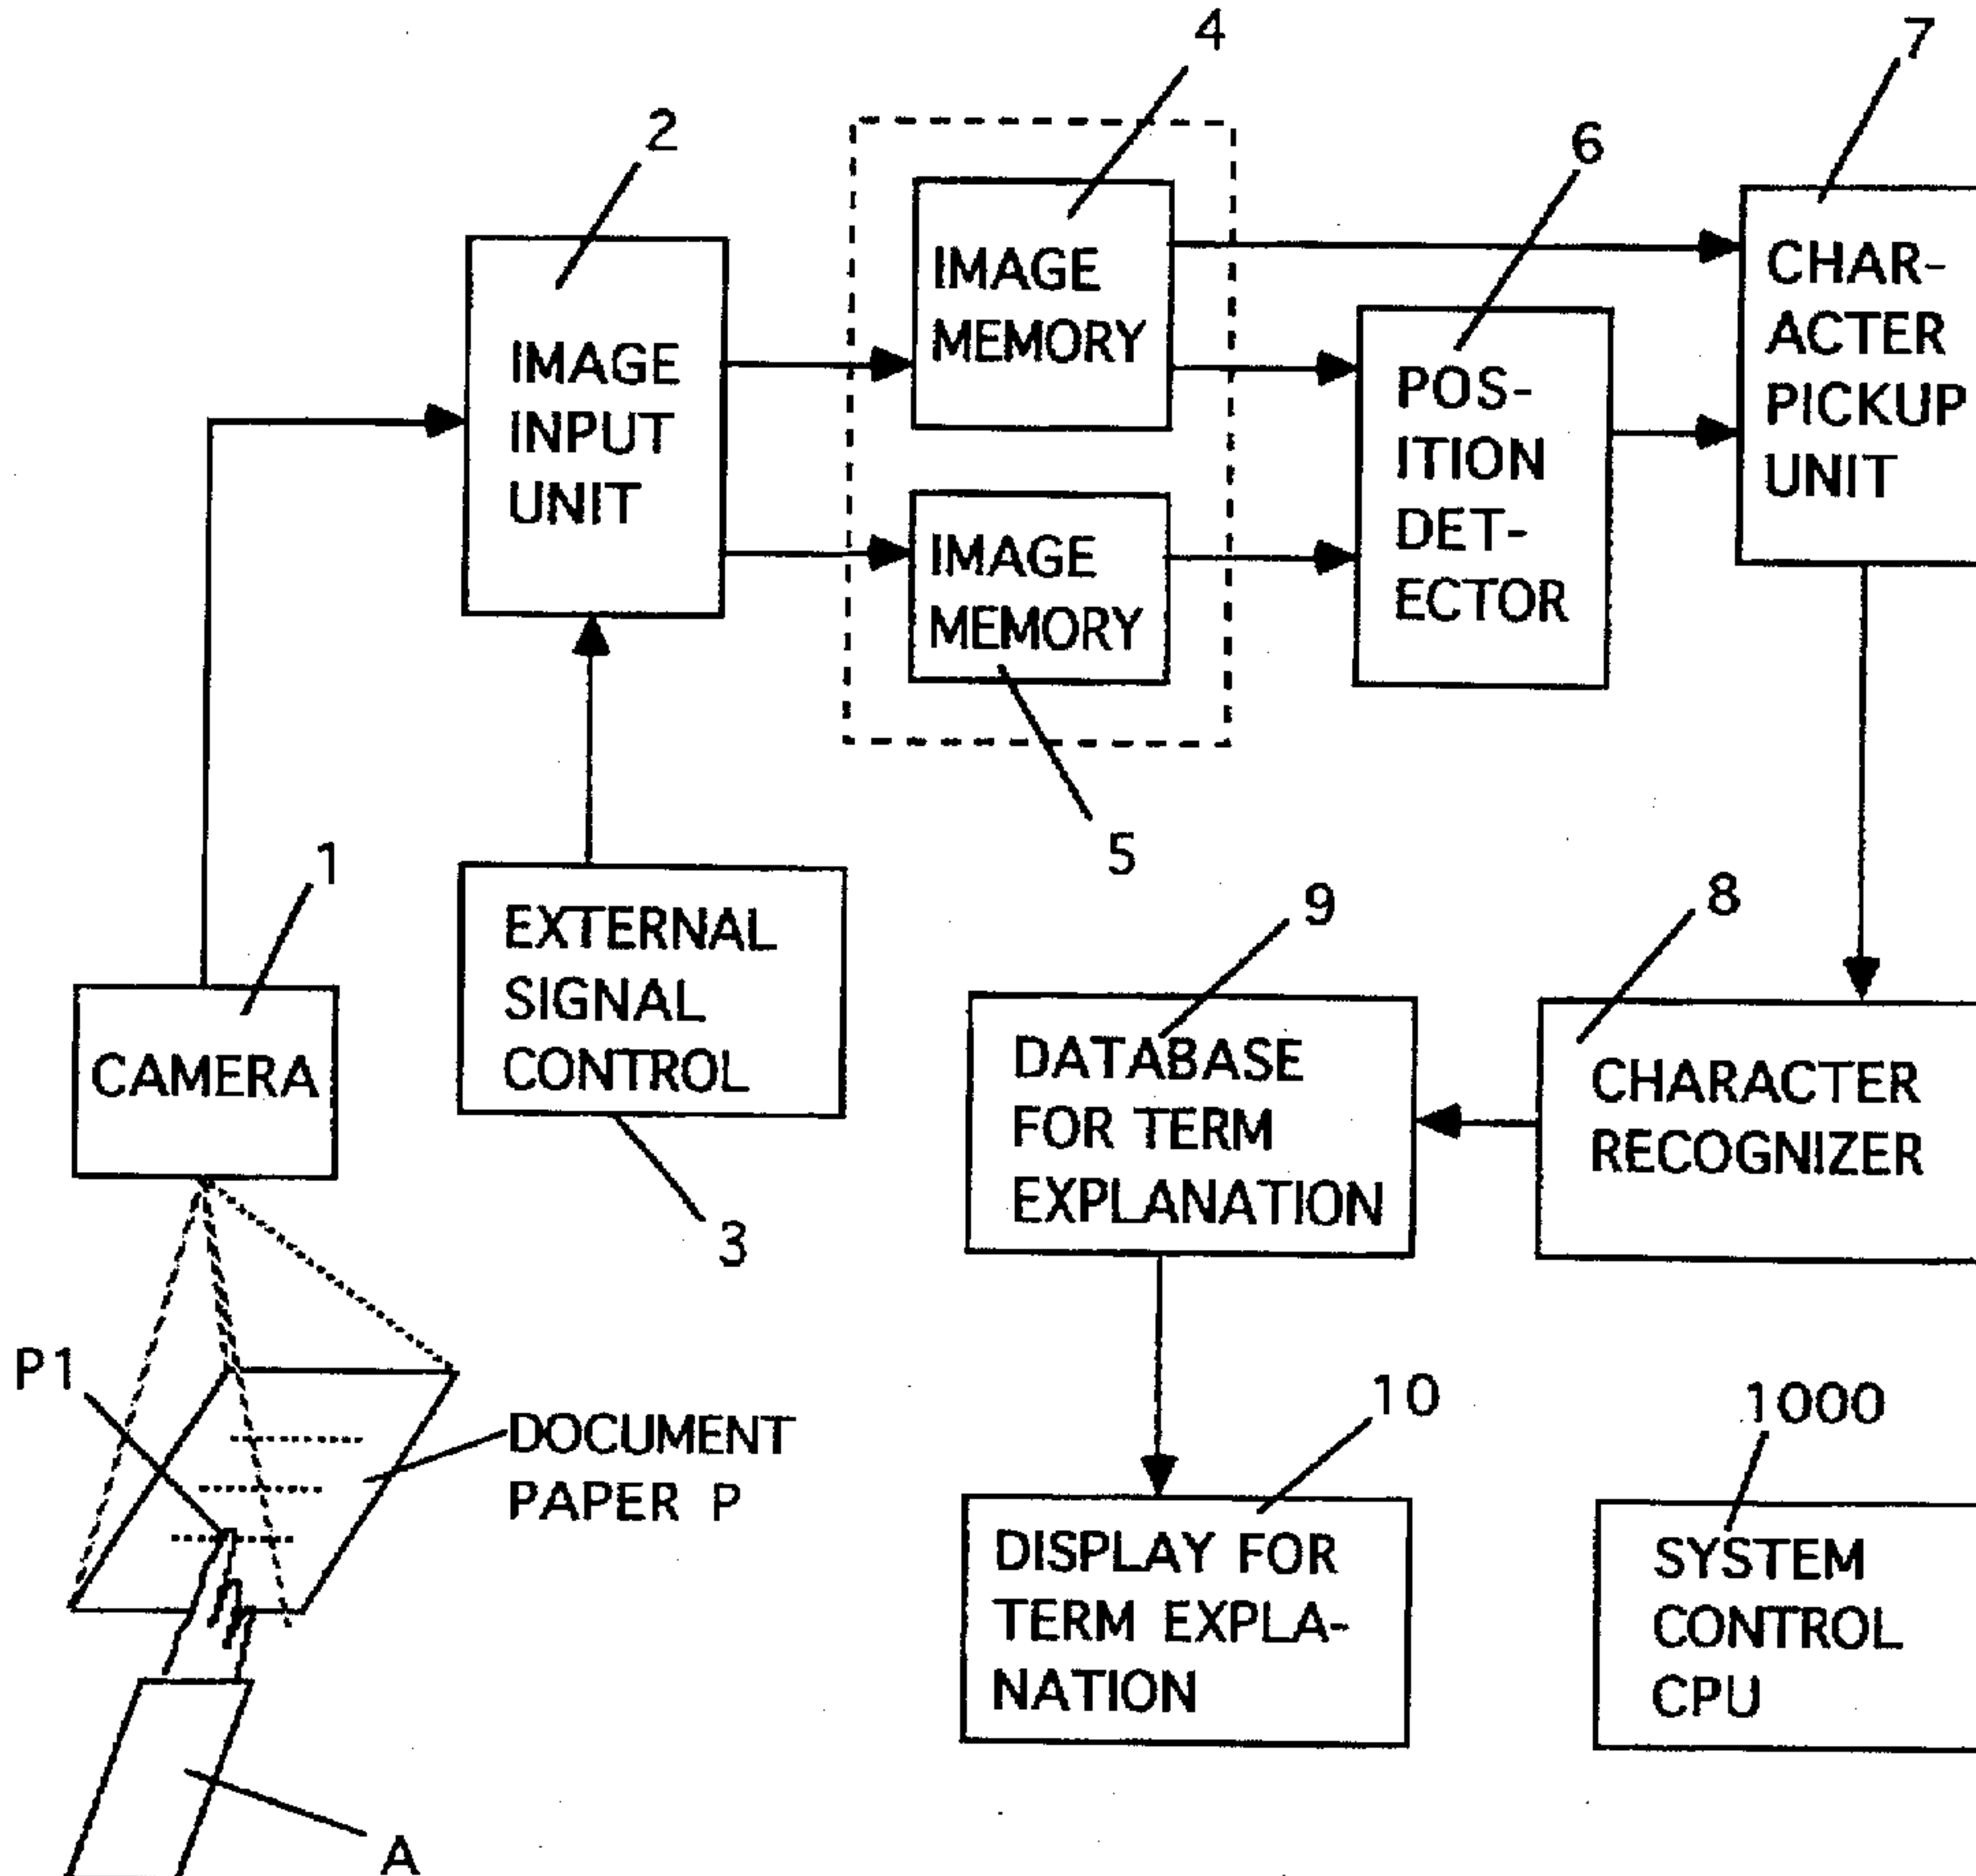 4
7
2
6
IMAGE
MEMORY
CHAR-
ACTER
PICKUP
UNIT
IMAGE
INPUT
UNIT
POS-
ITION
DET-
ECTOR
IMAGE
MEMORY
5
1
EXTERNAL
SIGNAL
CONTROL
3
9
8
CAMERA
DATABASE
FOR TERM
EXPLANATION
CHARACTER
RECOGNIZER
P1
DOCUMENT
PAPER P
10
1000
DISPLAY FOR
TERM EXPLA-
NATION
SYSTEM
CONTROL
CPU
A